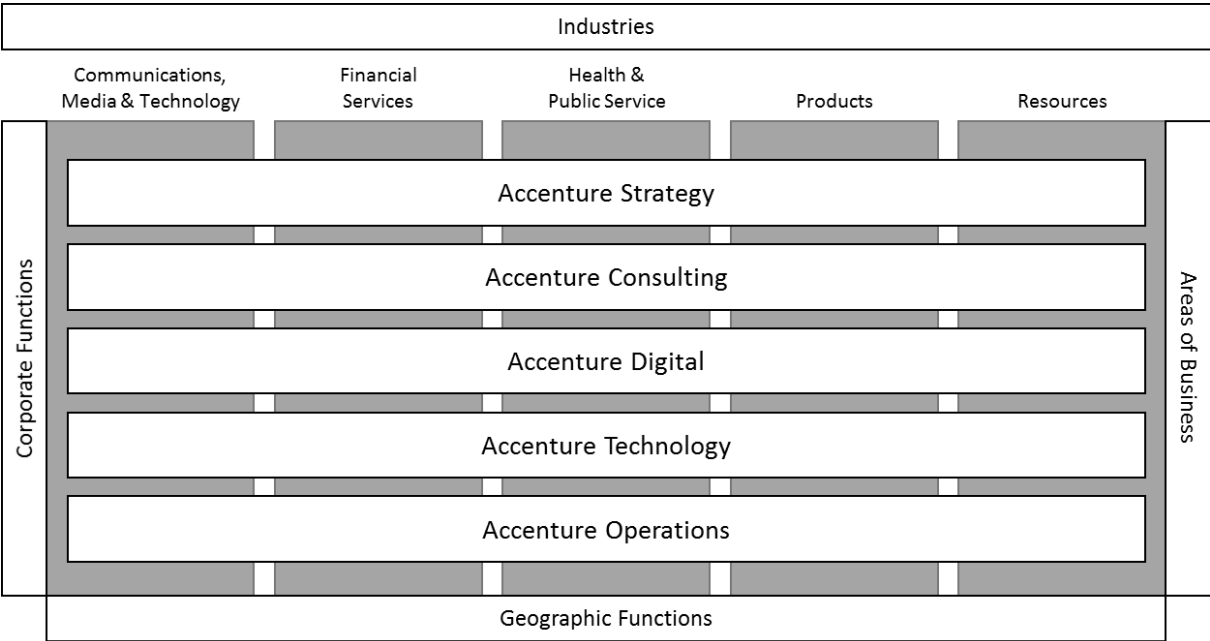 Industries
Communications,
Media & Technology
Financial
Services
Health &
Public Service
Products
Resources
Corporate Functions
Accenture Strategy
Accenture Consulting
Accenture Digital
Accenture Technology
Accenture Operations
Areas of Business
Geographic Functions